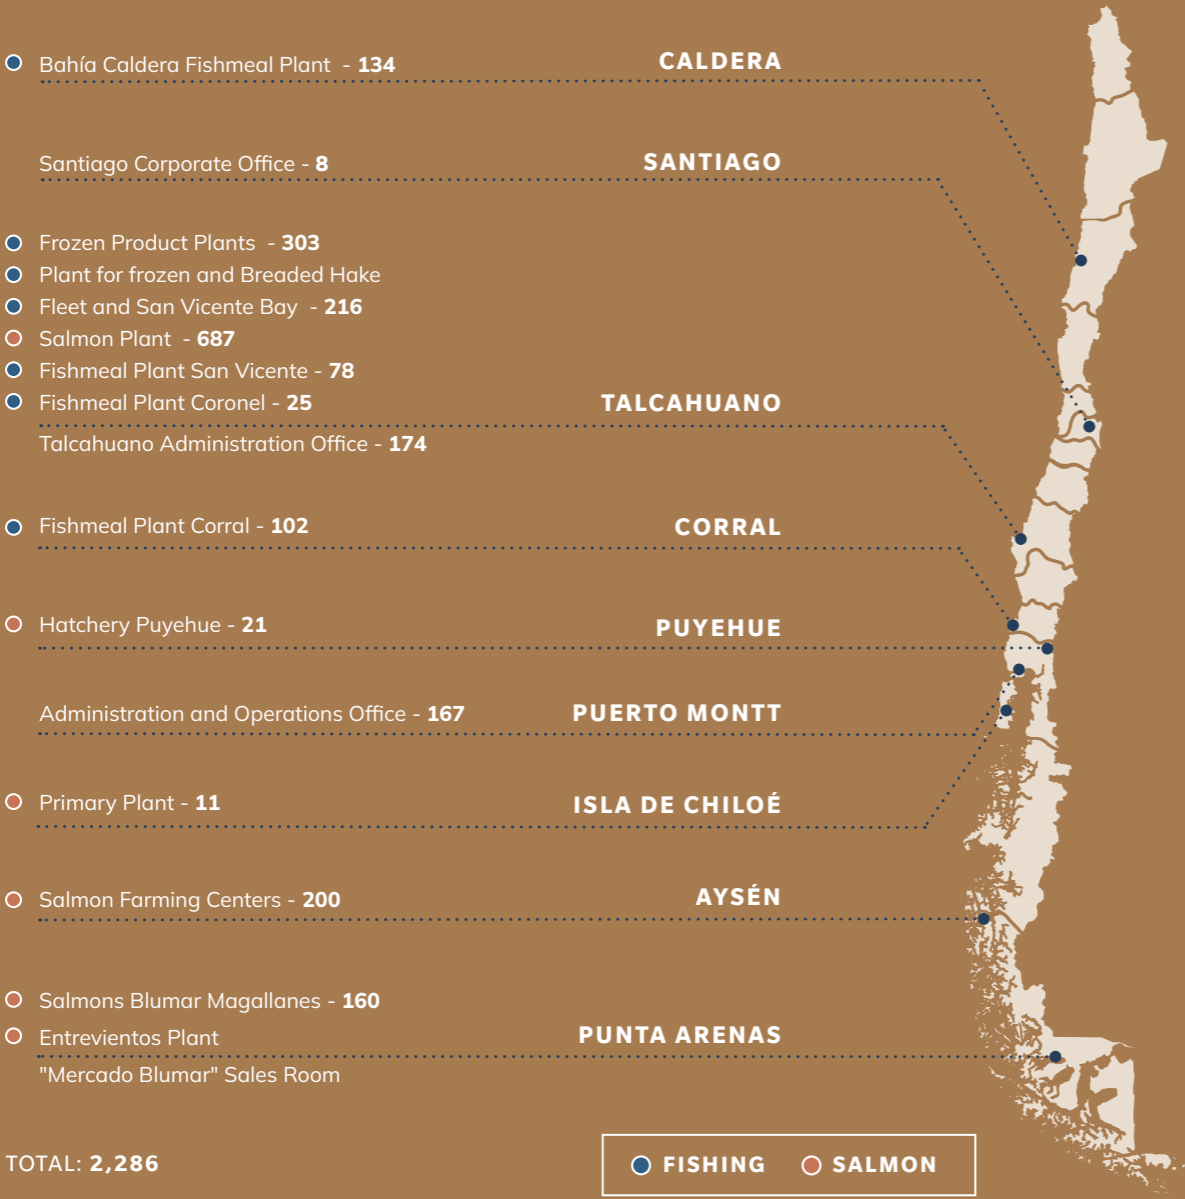 Bahía Caldera Fishmeal Plant - 134
CALDERA
Santiago Corporate Office - 8
SANTIAGO
Frozen Product Plants - 303
Plant for frozen and Breaded Hake
Fleet and San Vicente Bay - 216
Salmon Plant - 687
Fishmeal Plant San Vicente - 78
Fishmeal Plant Coronel - 25
TALCAHUANO
Talcahuano Administration Office - 174
Fishmeal Plant Corral - 102
CORRAL
Hatchery Puyehue - 21
PUYEHUE
Administration and Operations Office - 167
PUERTO MONTT
Primary Plant - 11
ISLA DE CHILOÉ
Salmon Farming Centers - 200
AYSÉN
Salmons Blumar Magallanes - 160
Entrevientos Plant
PUNTA ARENAS
"Mercado Blumar" Sales Room
TOTAL: 2,286
FISHING SALMON